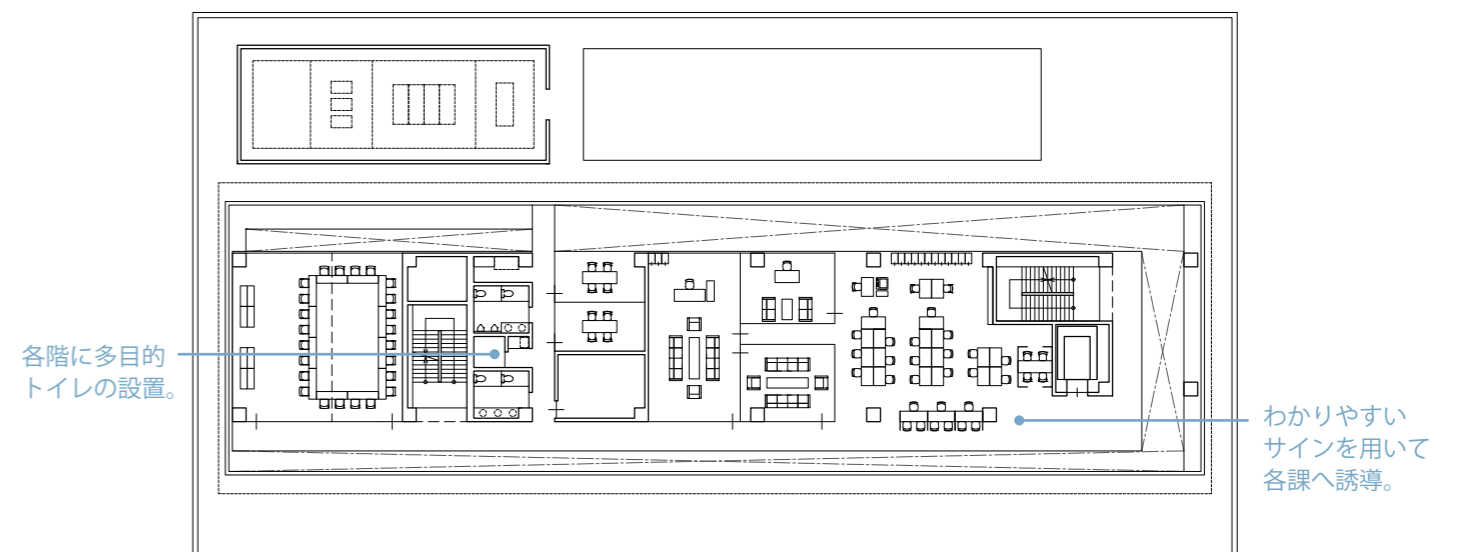 各階に多目的
トイレの設置。
わかりやすい
サインを用いて
各課へ誘導。